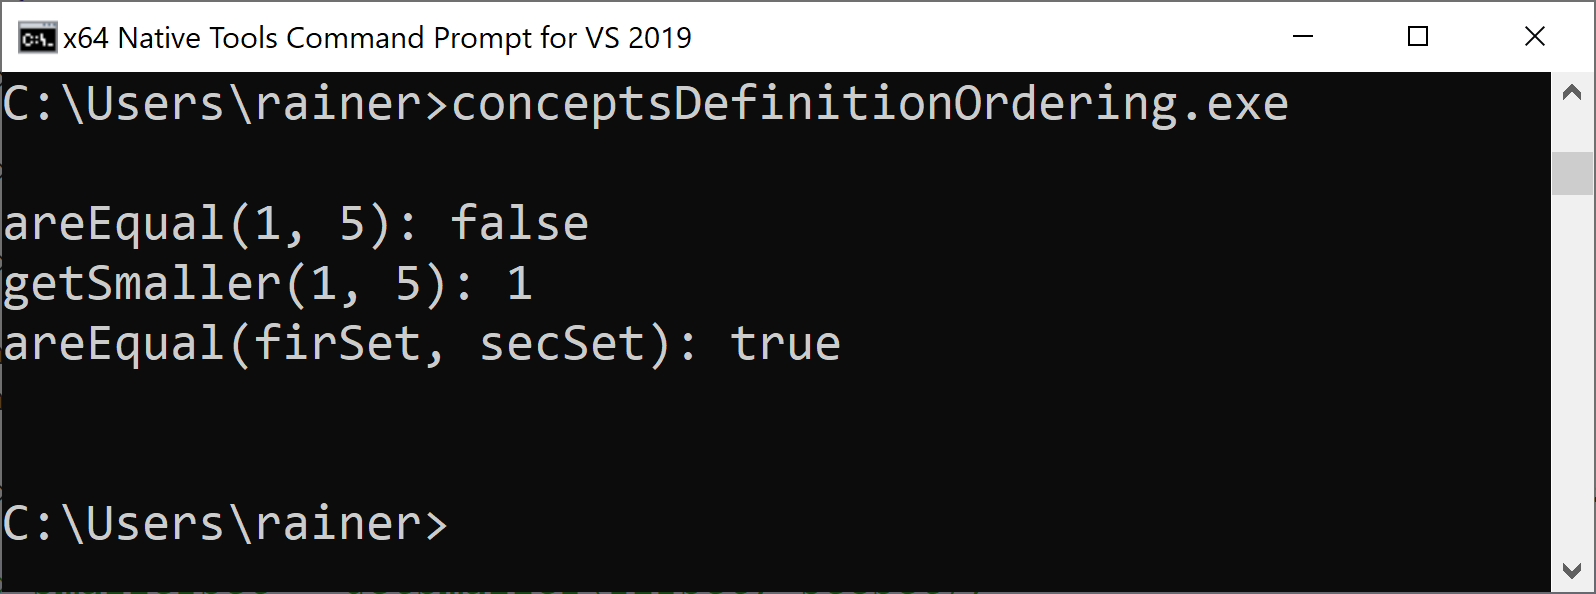 x64 Native Tools Command Prompt for VS 2019
C:\Users\rainer>conceptsDefinitionOrdering.exe
areEqual(1, 5): false
getSmaller(1, 5): 1
areEqual(firSet, secSet): true
C:\Users\rainer>